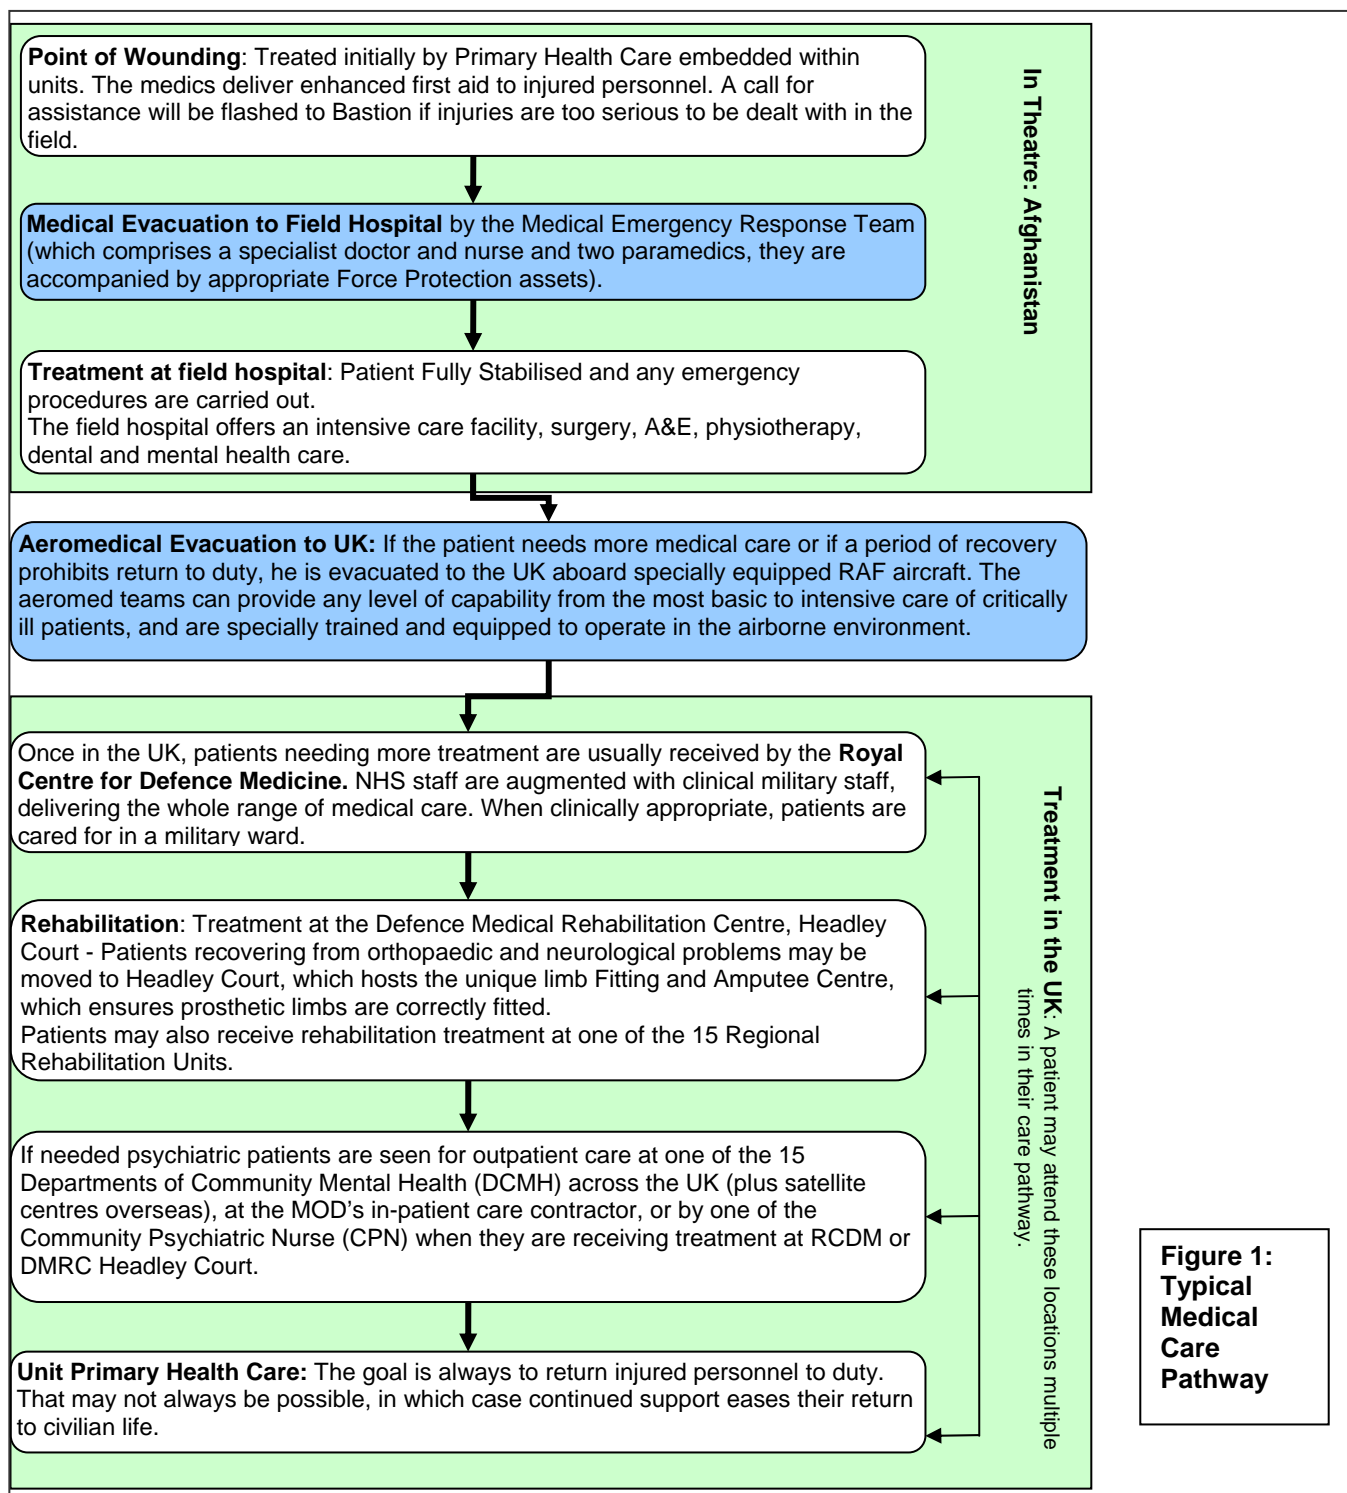 Point of Wounding: Treated initially by Primary Health Care embedded within
units. The medics deliver enhanced first aid to injured personnel. A call for
assistance will be flashed to Bastion if injuries are too serious to be dealt with in the
field.
In Theatre: Afghanistan
Medical Evacuation to Field Hospital by the Medical Emergency Response Team
(which comprises a specialist doctor and nurse and two paramedics, they are
accompanied by appropriate Force Protection assets).
Treatment at field hospital: Patient Fully Stabilised and any emergency
procedures are carried out.
The field hospital offers an intensive care facility, surgery, A&E, physiotherapy,
dental and mental health care.
Aeromedical Evacuation to UK: If the patient needs more medical care or if a period of recovery
prohibits return to duty, he is evacuated to the UK aboard specially equipped RAF aircraft. The
aeromed teams can provide any level of capability from the most basic to intensive care of critically
ill patients, and are specially trained and equipped to operate in the airborne environment.
Once in the UK, patients needing more treatment are usually received by the Royal
Centre for Defence Medicine. NHS staff are augmented with clinical military staff,
delivering the whole range of medical care. When clinically appropriate, patients are
cared for in a military ward.
Treatment in the UK: A patient may attend these locations multiple
times in their care pathway.
Rehabilitation: Treatment at the Defence Medical Rehabilitation Centre, Headley
Court - Patients recovering from orthopaedic and neurological problems may be
moved to Headley Court, which hosts the unique limb Fitting and Amputee Centre,
which ensures prosthetic limbs are correctly fitted.
Patients may also receive rehabilitation treatment at one of the 15 Regional
Rehabilitation Units.
If needed psychiatric patients are seen for outpatient care at one of the 15
Departments of Community Mental Health (DCMH) across the UK (plus satellite
centres overseas), at the MOD's in-patient care contractor, or by one of the
Community Psychiatric Nurse (CPN) when they are receiving treatment at RCDM or
DMRC Headley Court.
Unit Primary Health Care: The goal is always to return injured personnel to duty.
That may not always be possible, in which case continued support eases their return
to civilian life.
Figure 1:
Typical
Medical
Care
Pathway